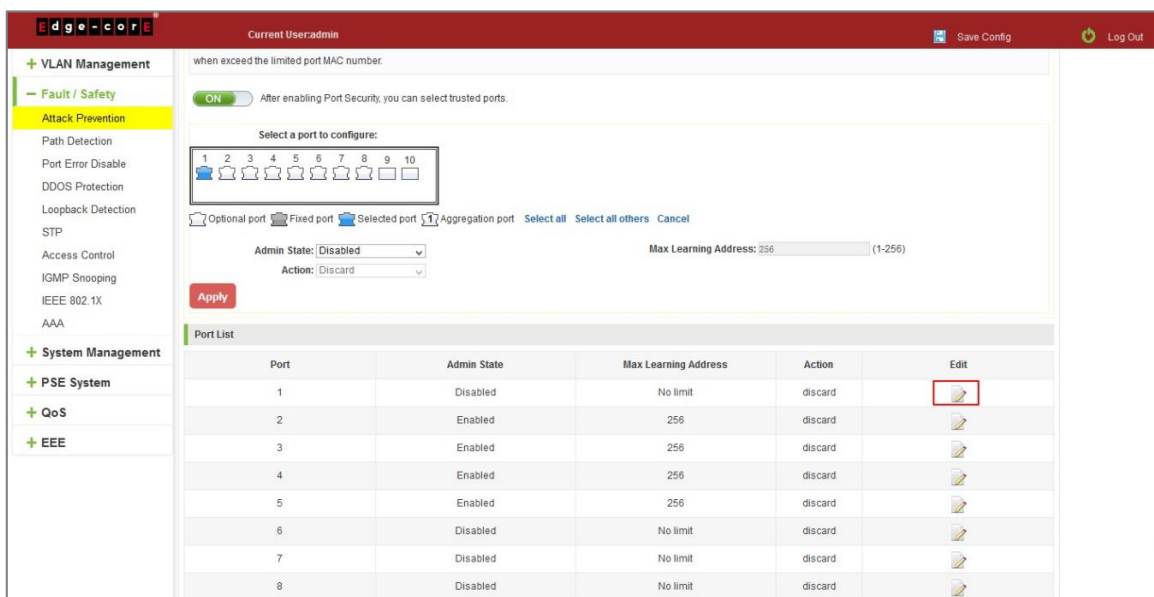 Edge-corE
Current User:admin
Save Config
Log Out
+ VLAN Management
− Fault / Safety
Attack Prevention
Path Detection
Port Error Disable
DDOS Protection
Loopback Detection
STP
Access Control
IGMP Snooping
IEEE 802.1X
AAA
+ System Management
+ PSE System
+ QoS
+ EEE
when exceed the limited port MAC number.
ON After enabling Port Security, you can select trusted ports.
Select a port to configure:
1 2 3 4 5 6 7 8 9 10
Optional port Fixed port Selected port 1 Aggregation port Select all Select all others Cancel
Admin State: Disabled Max Learning Address: 256 (1-256)
Action: Discard
Apply
Port List
Port Admin State Max Learning Address Action Edit
1 Disabled No limit discard
2 Enabled 256 discard
3 Enabled 256 discard
4 Enabled 256 discard
5 Enabled 256 discard
6 Disabled No limit discard
7 Disabled No limit discard
8 Disabled No limit discard